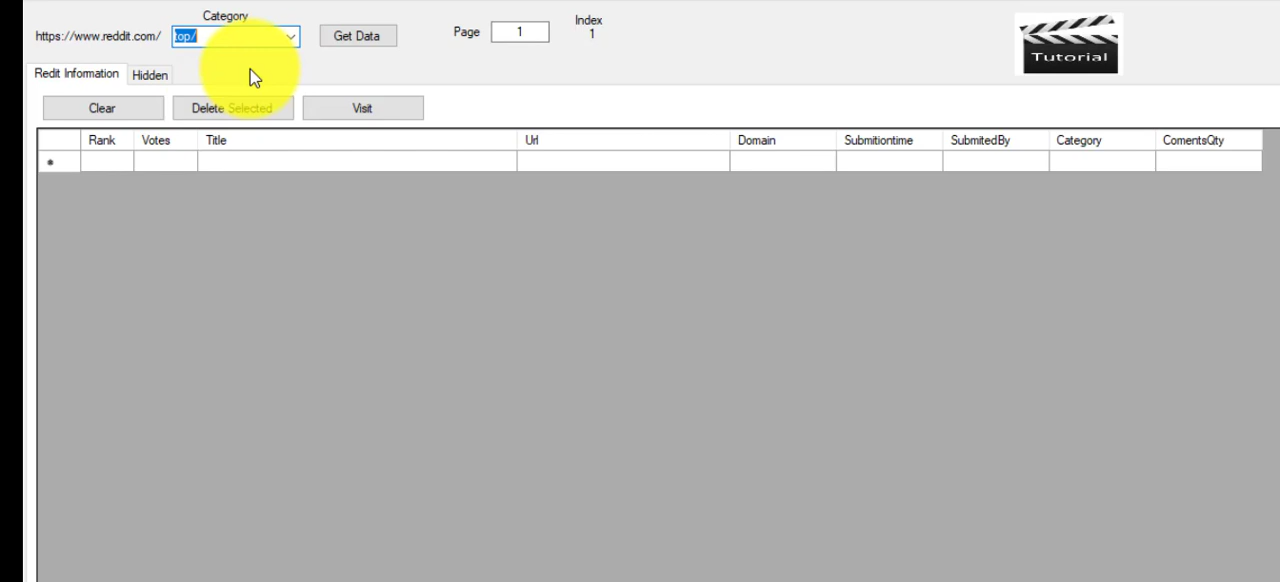 Category
https://www.reddit.com/ top/ Get Data Page 1 Index
1
Redit Information Hidden
Clear Delete Selected Visit
Rank Votes Title Url Domain Submitiontime SubmitedBy Category ComentsQty
Tutorial